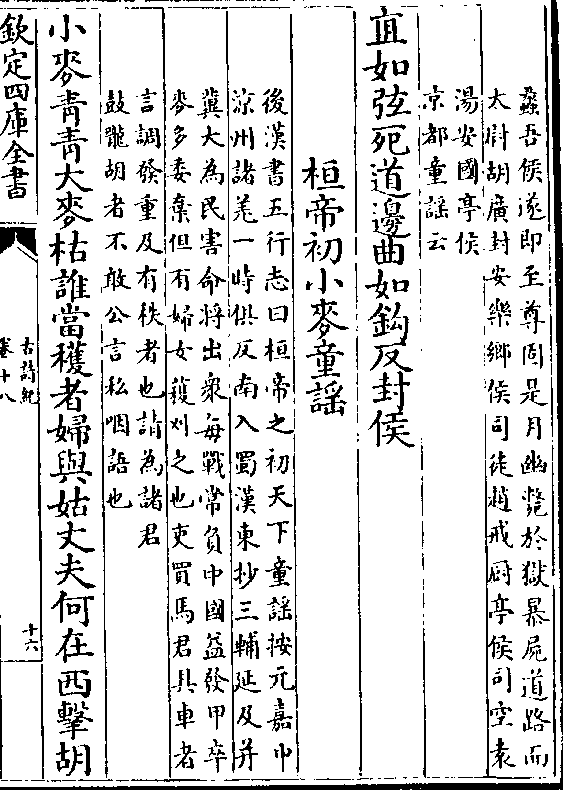 蠡吾侯遂即至尊固是月幽斃於獄暴屍道路而
太尉胡廣封安樂鄉侯司徒趙戒厨亭侯司空袁
湯安國亭侯
京都童謡云
直如弦死道邊曲如鈎反封侯
桓帝初小麥童謡
後漢書五行志曰桓帝之初天下童謡按元嘉中
凉州諸羌一時俱反南入蜀漢東抄三輔延及并
冀大為民害命將出衆每戰常負中國益發甲卒
麥多委棄但有婦女穫刈之也吏買馬君具車者
言調發重及有秩者也請為諸君
鼓嚨胡者不敢公言私咽語也
小麥青青大麥枯誰當穫者婦與姑丈夫何在西擊胡
欽定四庫全書
古詩紀
卷十八
十六